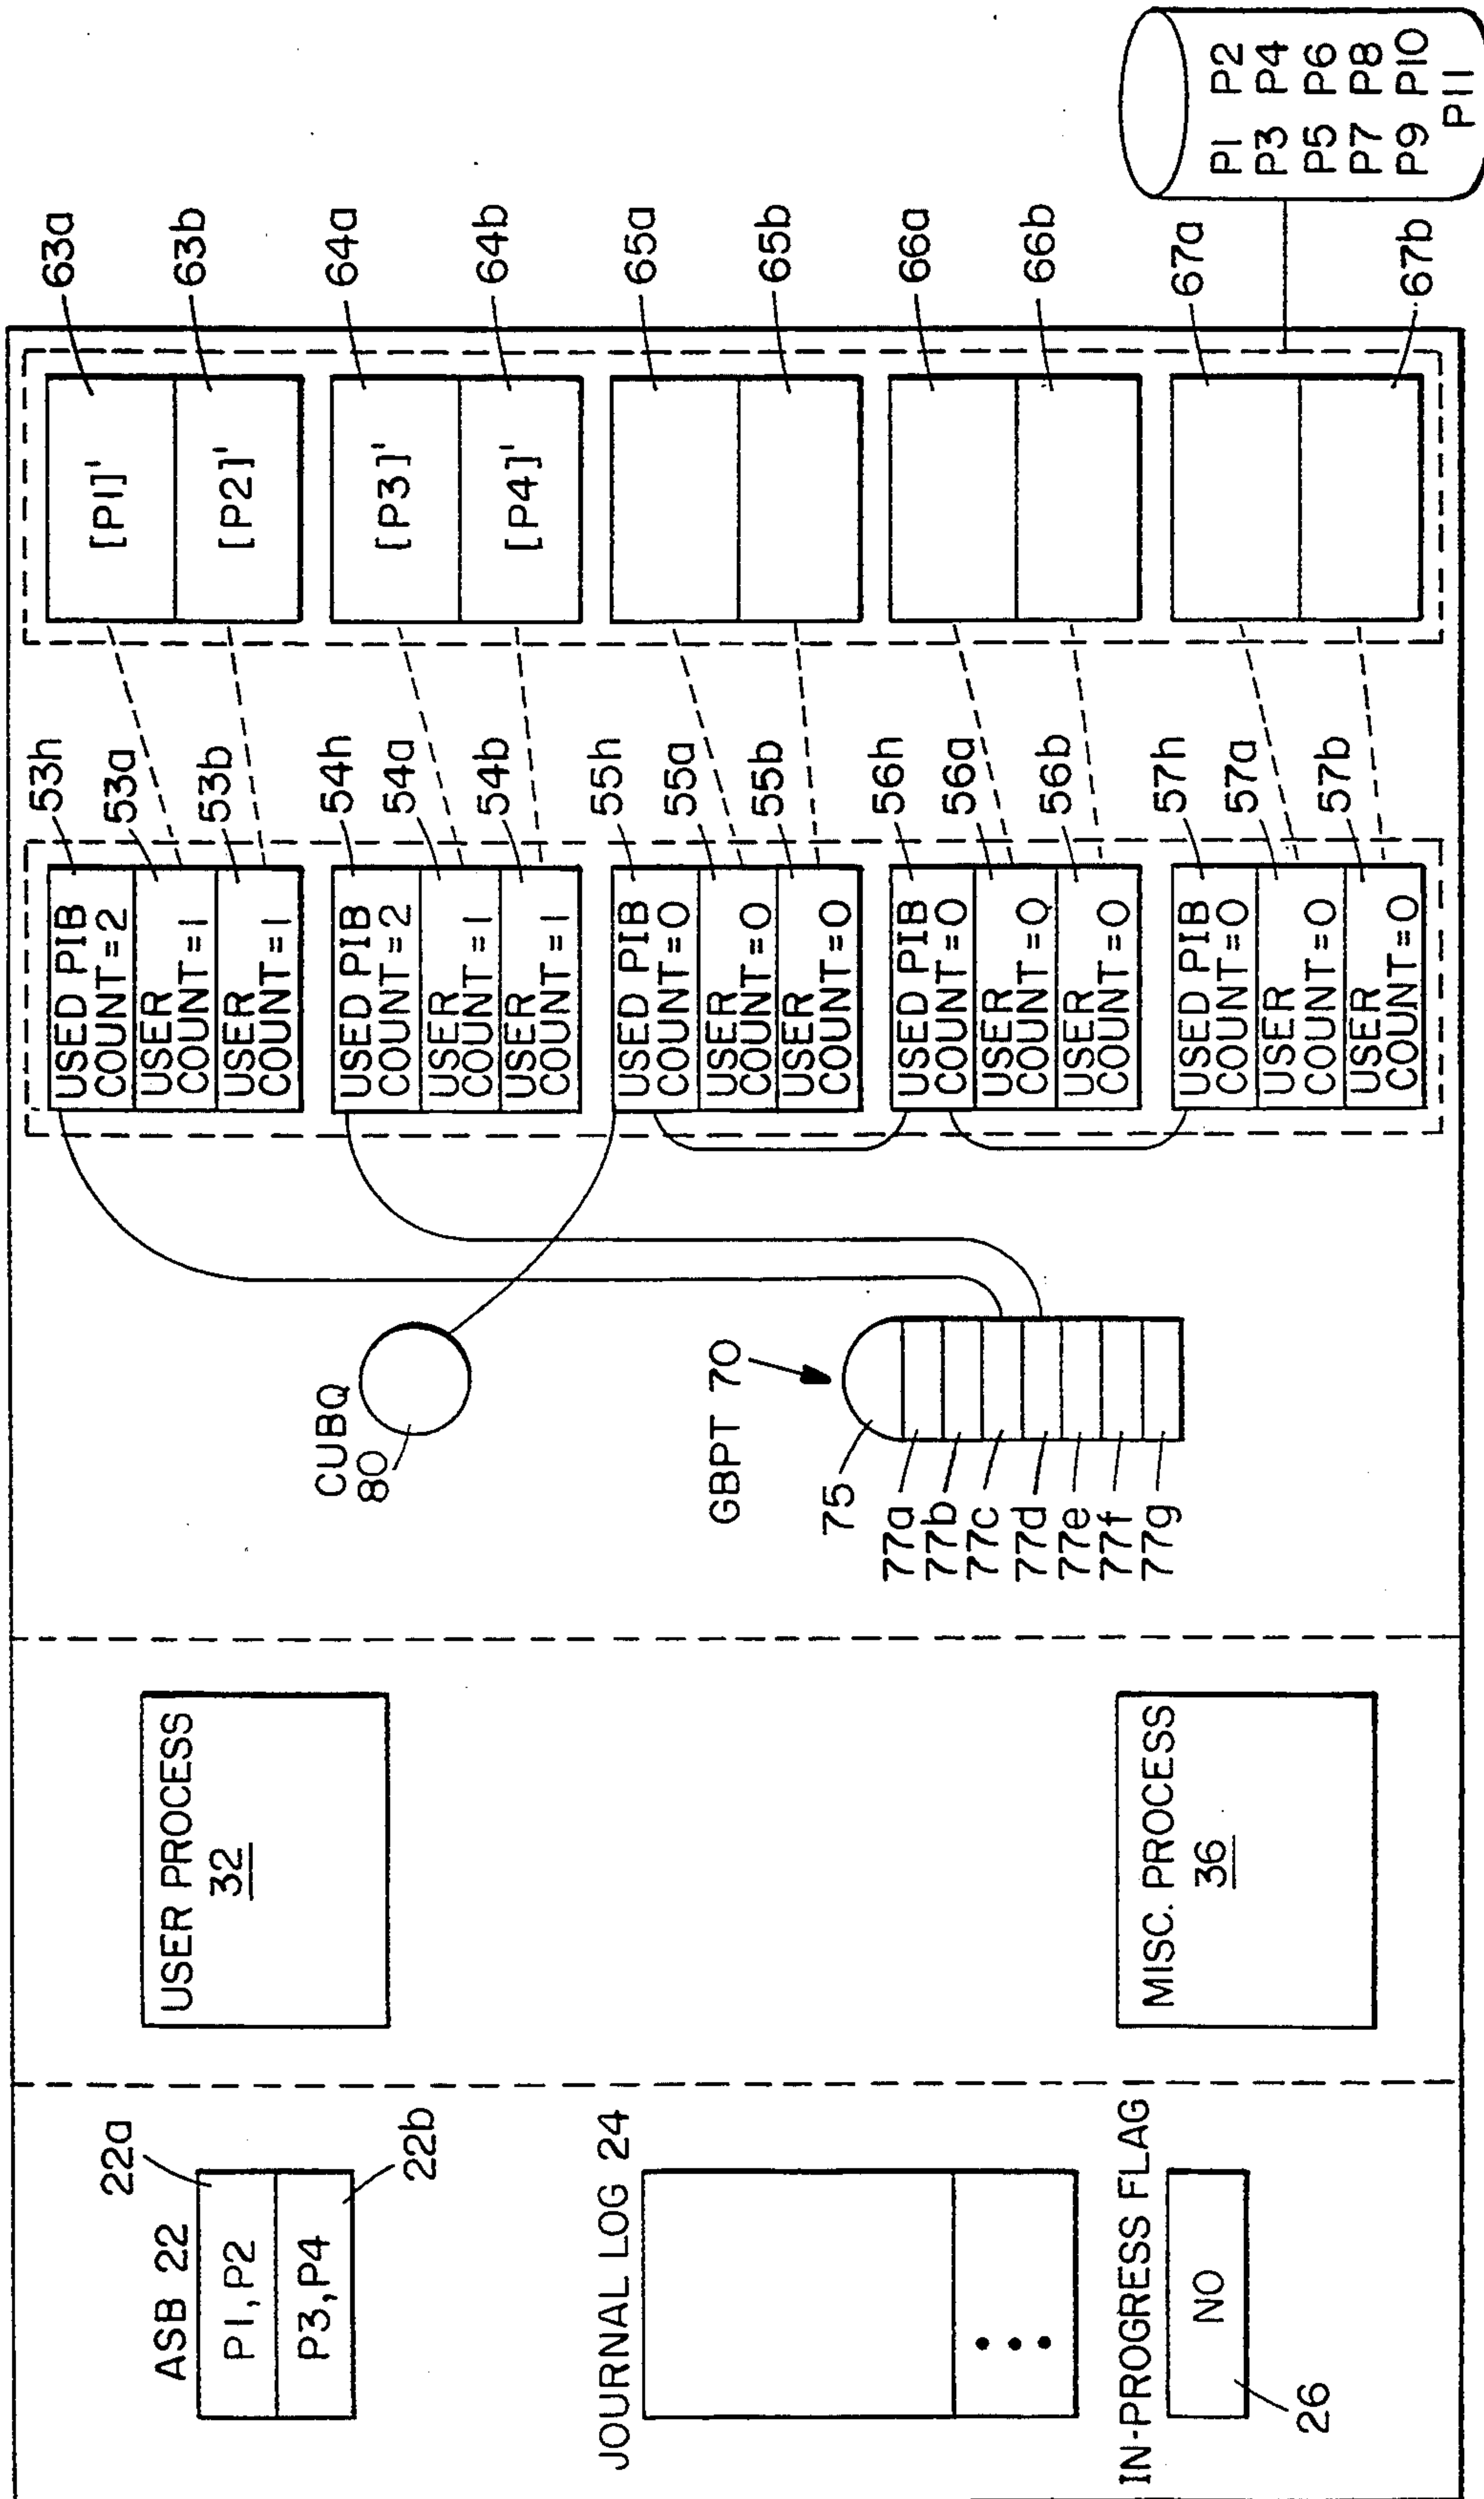 ASB 22
22a
P1,P2
P3,P4
22b
JOURNAL LOG 24
IN-PROGRESS FLAG
NO
26
USER PROCESS
32
MISC. PROCESS
36
CUBQ
80
GBPT 70
75
77a
77b
77c
77d
77e
77f
77g
USED PIB
COUNT=2
USER
COUNT=1
USER
COUNT=1
53h
53a
53b
USED PIB
COUNT=2
USER
COUNT=1
USER
COUNT=1
54h
54a
54b
USED PIB
COUNT=0
USER
COUNT=0
USER
COUNT=0
55h
55a
55b
USED PIB
COUNT=0
USER
COUNT=0
USER
COUNT=0
56h
56a
56b
USED PIB
COUNT=0
USER
COUNT=0
USER
COUNT=0
57h
57a
57b
[P1]'
[P2]'
63a
63b
[P3]'
[P4]'
64a
64b
65a
65b
66a
66b
67a
67b
P1 P2
P3 P4
P5 P6
P7 P8
P9 P10
P11